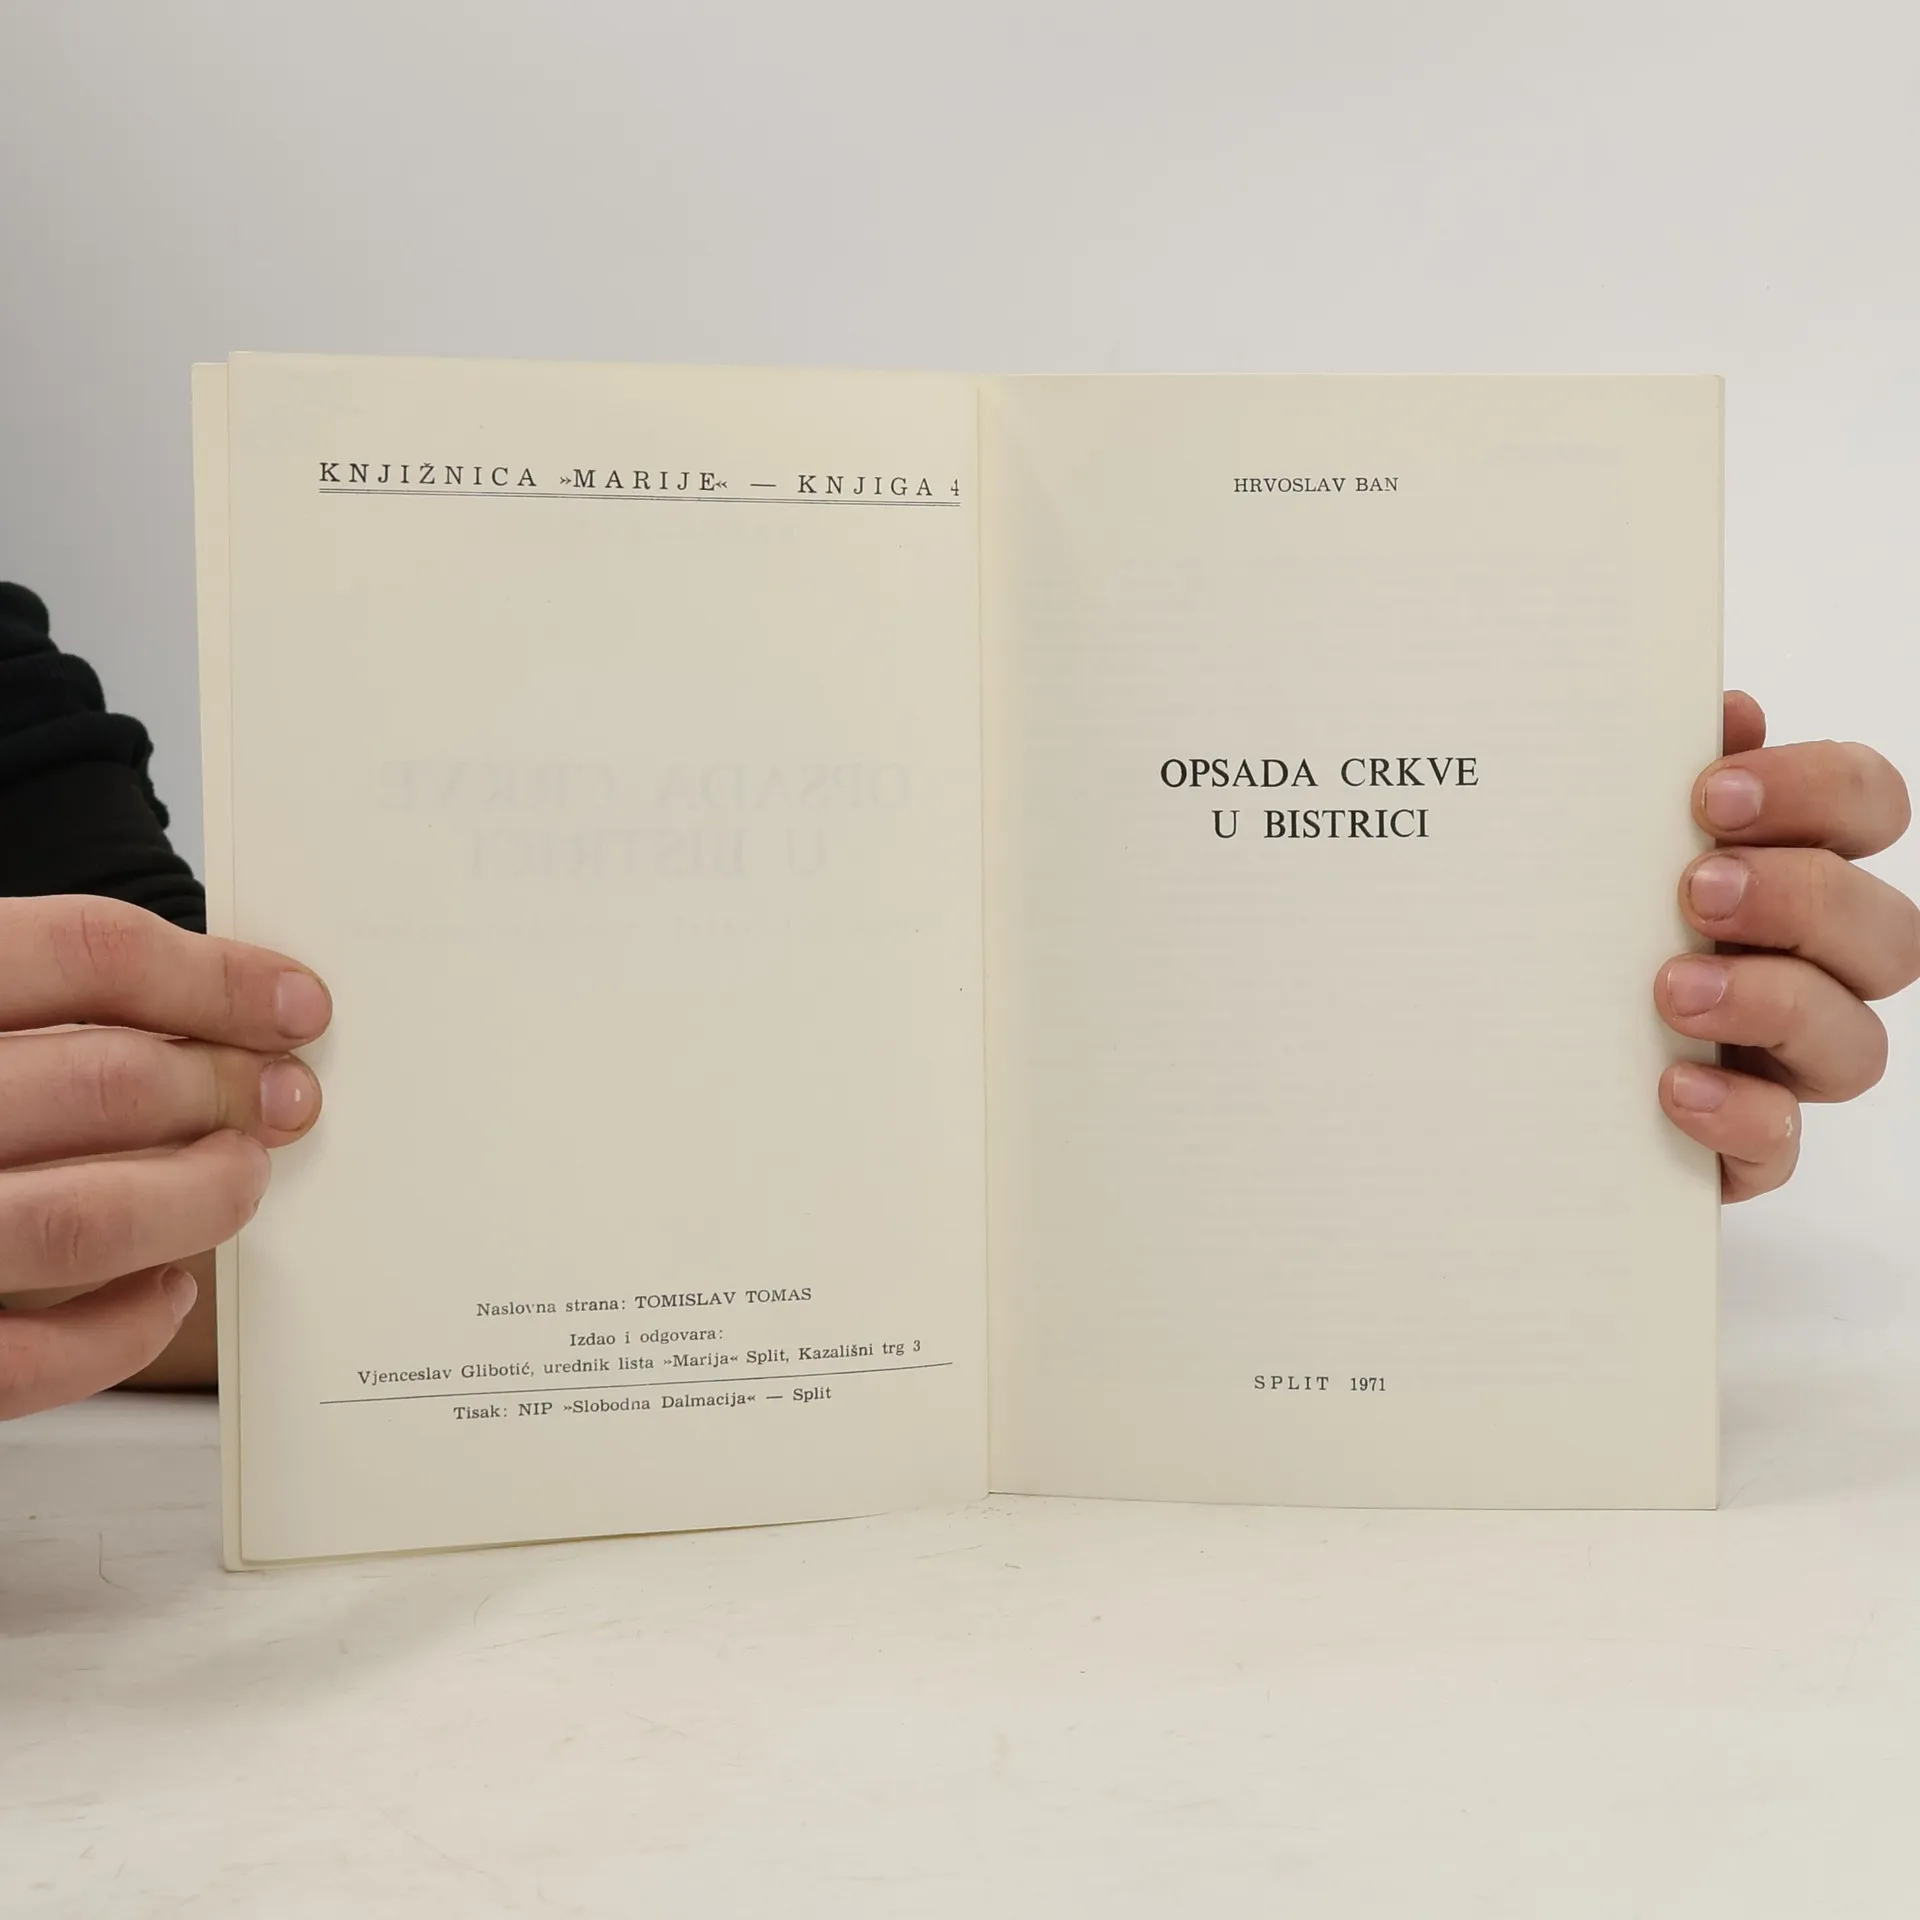 KNJIŽNICA »MARIJE« — KNJIGA 4
Naslovna strana: TOMISLAV TOMAS
Izdao i odgovara:
Vjenceslav Glibotić, urednik lista »Marija« Split, Kazališni trg 3
Tisak: NIP »Slobodna Dalmacija« — Split
HRVOSLAV BAN
OPSADA CRKVE
U BISTRICI
SPLIT 1971